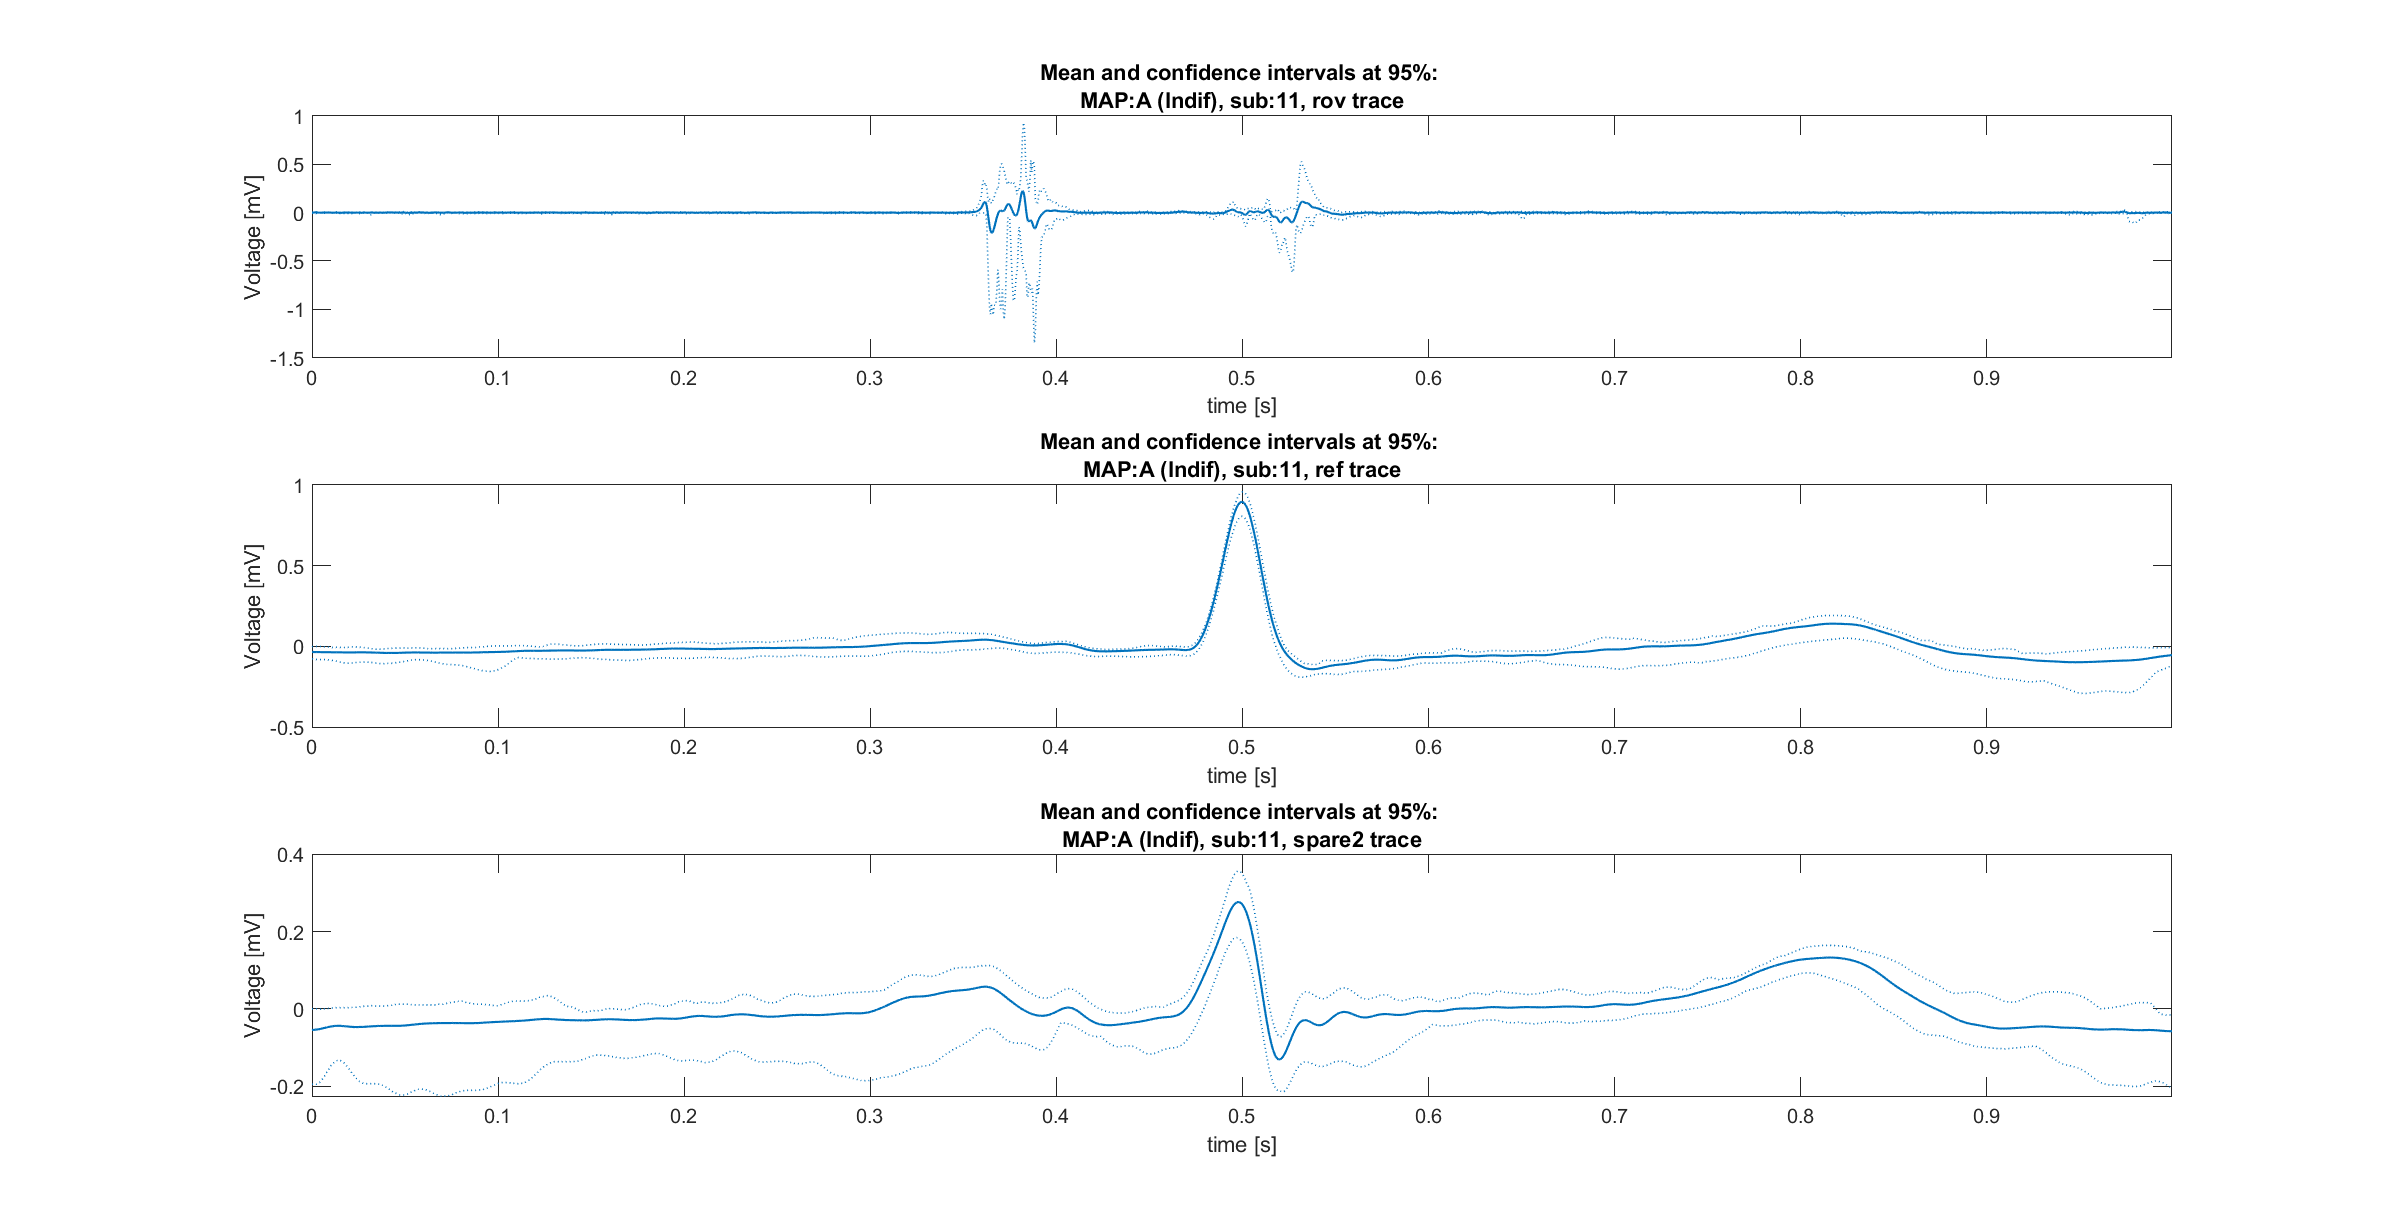 Mean and confidence intervals at 95%:
MAP:A (Indif), sub:11, rov trace
1
0.5
0
-0.5
-1
-1.5
Voltage [mV]
0 0.1 0.2 0.3 0.4 0.5 0.6 0.7 0.8 0.9
time [s]
Mean and confidence intervals at 95%:
MAP:A (Indif), sub:11, ref trace
1
0.5
0
-0.5
Voltage [mV]
0 0.1 0.2 0.3 0.4 0.5 0.6 0.7 0.8 0.9
time [s]
Mean and confidence intervals at 95%:
MAP:A (Indif), sub:11, spare2 trace
0.4
0.2
0
-0.2
Voltage [mV]
0 0.1 0.2 0.3 0.4 0.5 0.6 0.7 0.8 0.9
time [s]